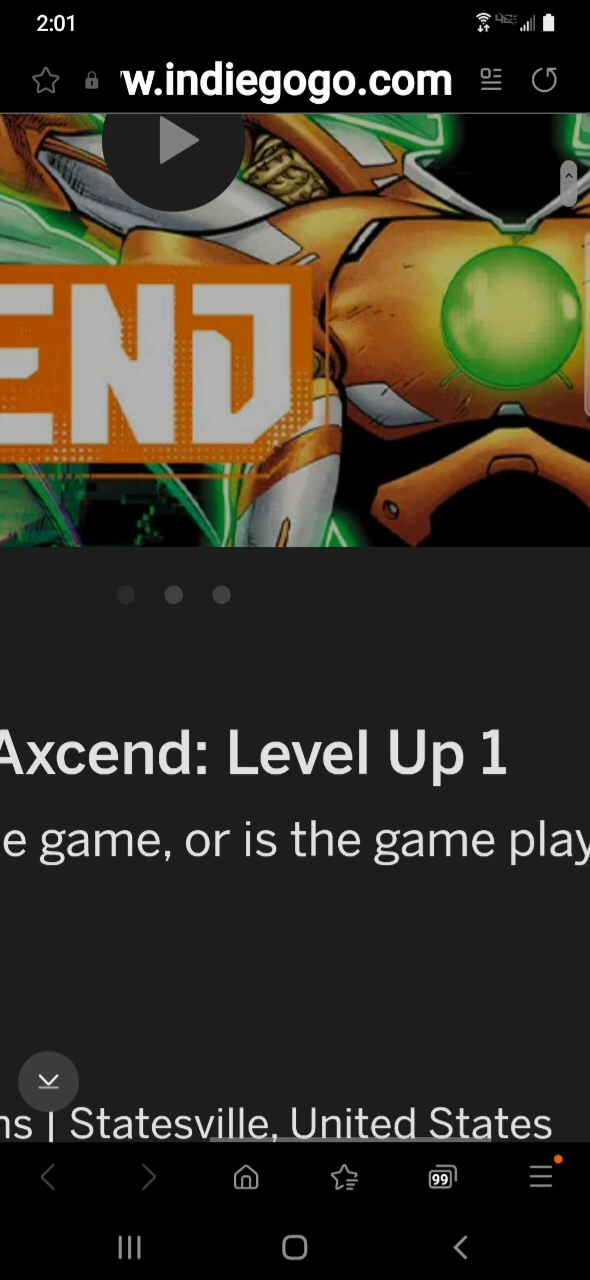 2:01
w.indiegogo.com
END
Axcend: Level Up 1
e game, or is the game play
ns | Statesville, United States
99